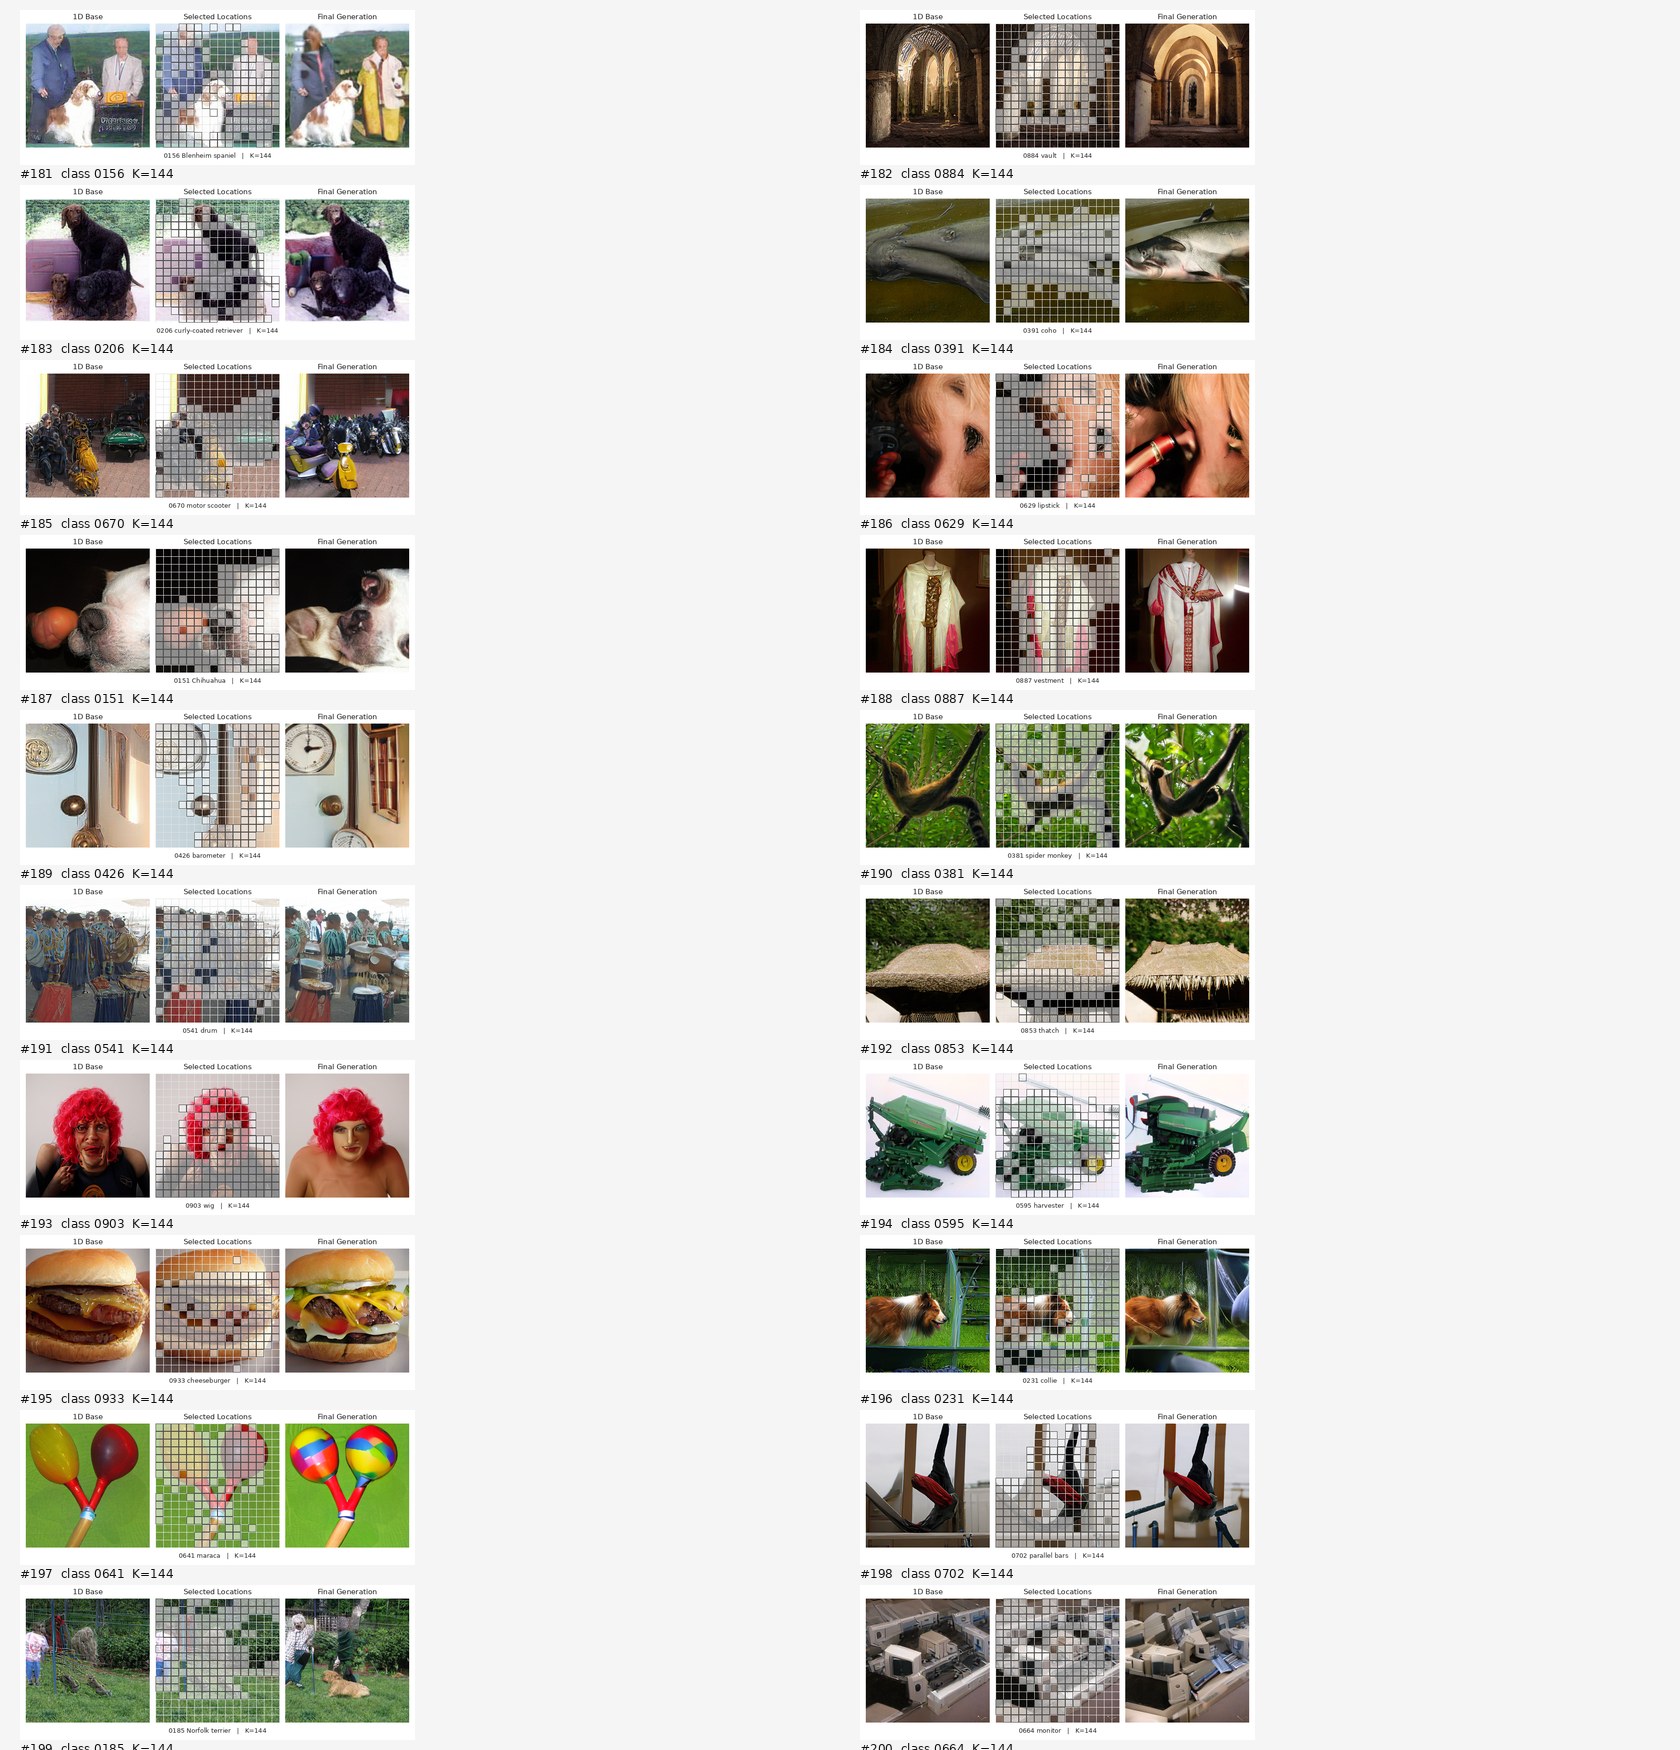 1D Base Selected Locations Final Generation
0156 Blenheim spaniel | K=144
#181 class 0156 K=144
1D Base Selected Locations Final Generation
0884 vault | K=144
#182 class 0884 K=144
1D Base Selected Locations Final Generation
0206 curly-coated retriever | K=144
#183 class 0206 K=144
1D Base Selected Locations Final Generation
0391 coho | K=144
#184 class 0391 K=144
1D Base Selected Locations Final Generation
0670 motor scooter | K=144
#185 class 0670 K=144
1D Base Selected Locations Final Generation
0629 lipstick | K=144
#186 class 0629 K=144
1D Base Selected Locations Final Generation
0151 Chihuahua | K=144
#187 class 0151 K=144
1D Base Selected Locations Final Generation
0887 vestment | K=144
#188 class 0887 K=144
1D Base Selected Locations Final Generation
0426 barometer | K=144
#189 class 0426 K=144
1D Base Selected Locations Final Generation
0381 spider monkey | K=144
#190 class 0381 K=144
1D Base Selected Locations Final Generation
0541 drum | K=144
#191 class 0541 K=144
1D Base Selected Locations Final Generation
0853 thatch | K=144
#192 class 0853 K=144
1D Base Selected Locations Final Generation
0903 wig | K=144
#193 class 0903 K=144
1D Base Selected Locations Final Generation
0595 harvester | K=144
#194 class 0595 K=144
1D Base Selected Locations Final Generation
0933 cheeseburger | K=144
#195 class 0933 K=144
1D Base Selected Locations Final Generation
0231 collie | K=144
#196 class 0231 K=144
1D Base Selected Locations Final Generation
0641 maraca | K=144
#197 class 0641 K=144
1D Base Selected Locations Final Generation
0702 parallel bars | K=144
#198 class 0702 K=144
1D Base Selected Locations Final Generation
0185 Norfolk terrier | K=144
#199 class 0185 K=144
1D Base Selected Locations Final Generation
0664 monitor | K=144
#200 class 0664 K=144